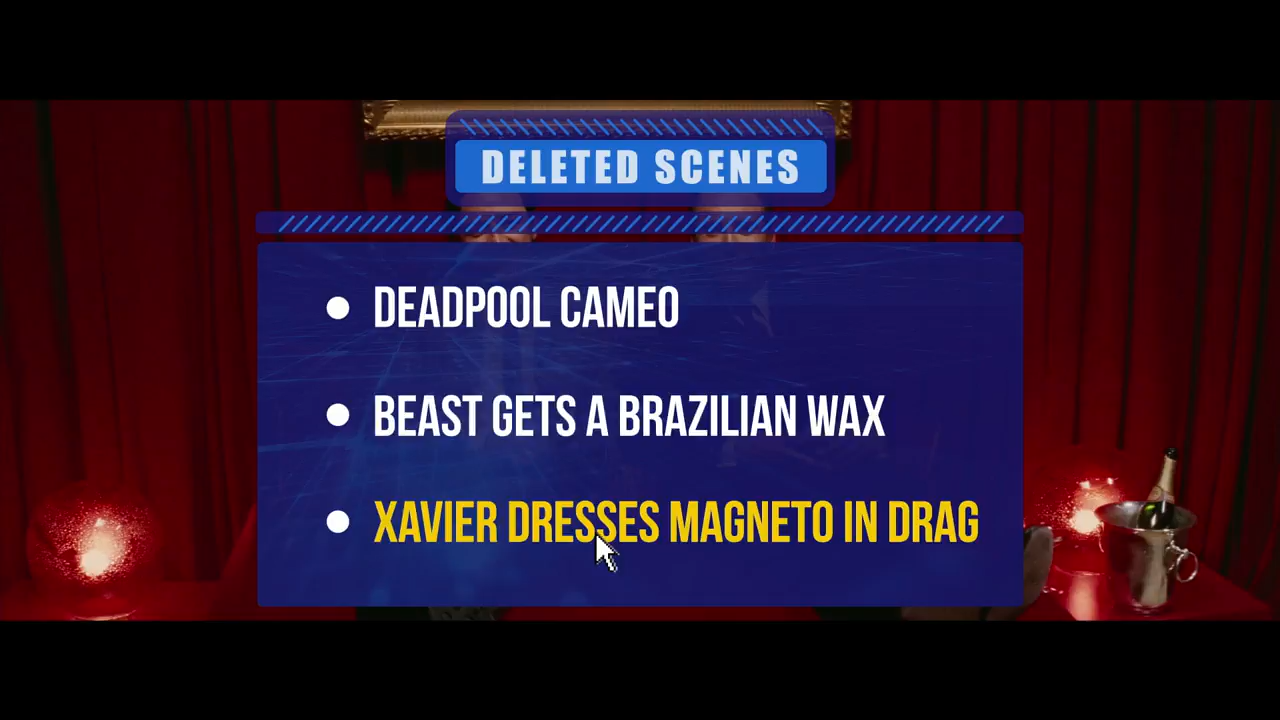 DELETED SCENES
DEADPOOL CAMEO
BEAST GETS A BRAZILIAN WAX
XAVIER DRESSES MAGNETO IN DRAG